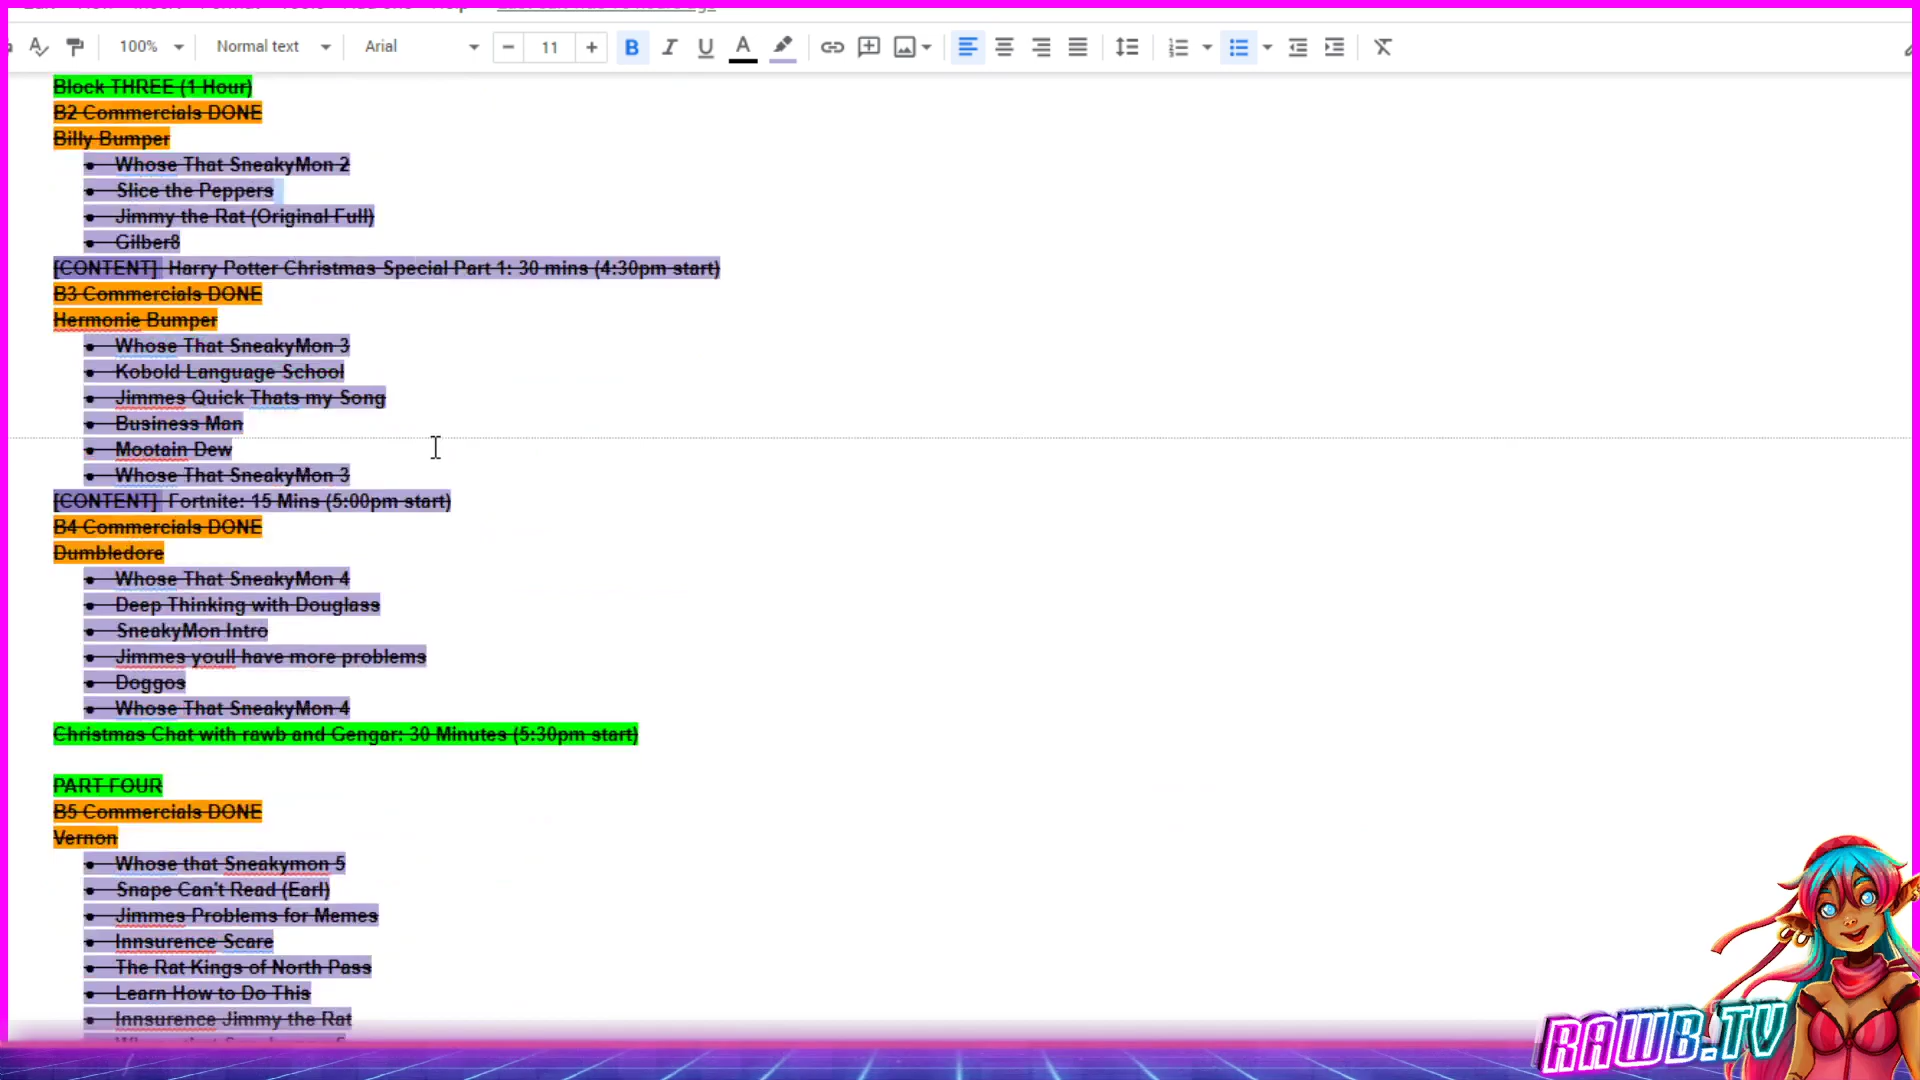 100%
Normal text
Arial
11
Block THREE (1 Hour)
B2 Commercials DONE
Billy Bumper
Whose That SneakyMon 2
Slice the Peppers
Jimmy the Rat (Original Full)
Gilber8
[CONTENT] Harry Potter Christmas Special Part 1: 30 mins (4:30pm start)
B3 Commercials DONE
Hermonie Bumper
Whose That SneakyMon 3
Kobold Language School
Jimmes Quick Thats my Song
Business Man
Mootain Dew
Whose That SneakyMon 3
[CONTENT] Fortnite: 15 Mins (5:00pm start)
B4 Commercials DONE
Dumbledore
Whose That SneakyMon 4
Deep Thinking with Douglass
SneakyMon Intro
Jimmes youll have more problems
Doggos
Whose That SneakyMon 4
Christmas Chat with rawb and Gengar: 30 Minutes (5:30pm start)
PART FOUR
B5 Commercials DONE
Vernon
Whose that Sneakymon 5
Snape Can't Read (Earl)
Jimmes Problems for Memes
Innsurence Scare
The Rat Kings of North Pass
Learn How to Do This
Innsurence Jimmy the Rat
RAWB.TV